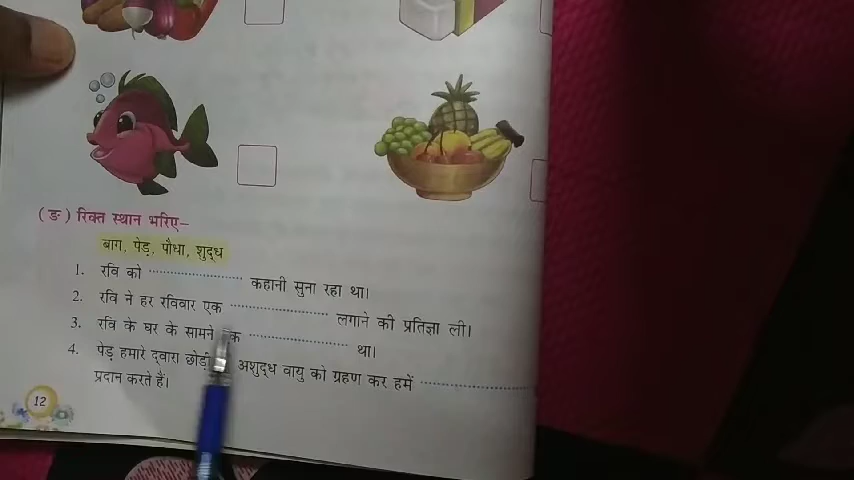 (ङ) रिक्त स्थान भरिए–
बाग, पेड़, पौधा, शुद्ध
1. रवि को .......................... कहानी सुना रहा था।
2. रवि ने हर रविवार एक .......................... लगाने की प्रतिज्ञा ली।
3. रवि के घर के सामने .......................... था।
4. पेड़ हमारे द्वारा छोड़ी अशुद्ध वायु को ग्रहण कर हमें ..........................
प्रदान करते हैं।
12